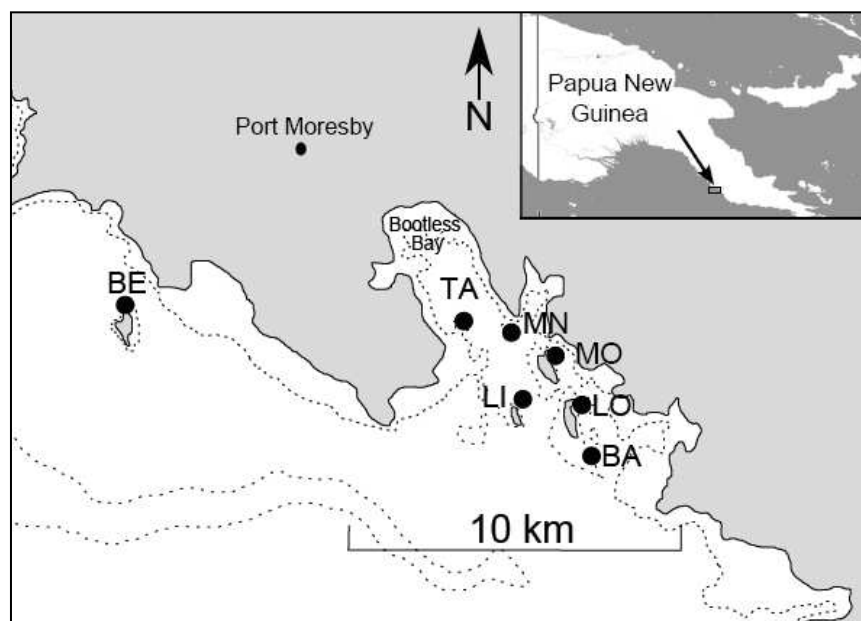 Papua New
Guinea
N
Port Moresby
Bootless
Bay
BE
TA
MN
MO
LI
LO
BA
10 km